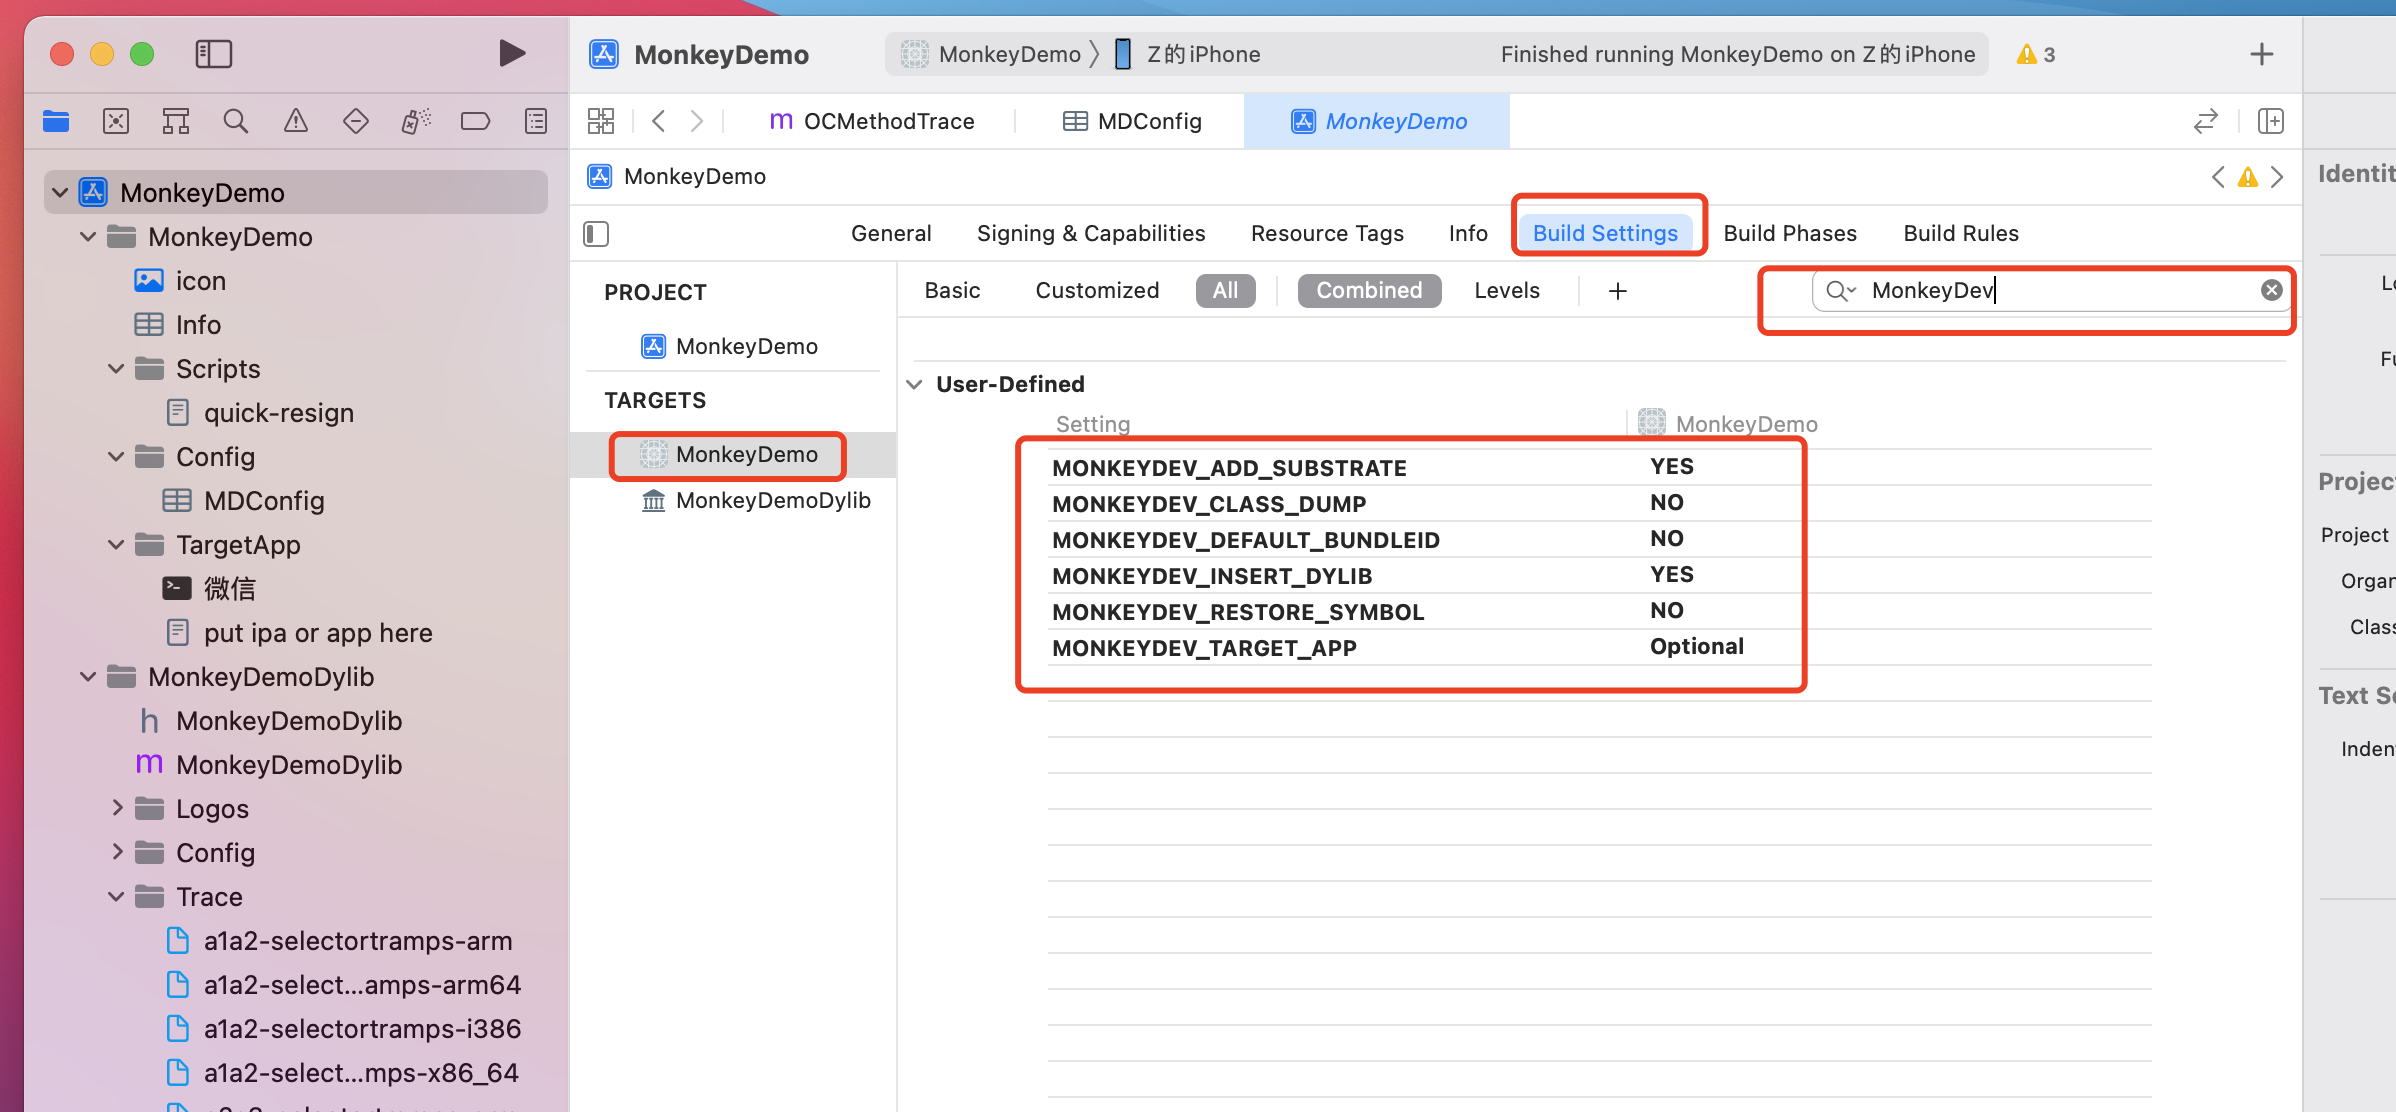 MonkeyDemo
MonkeyDemo 〉 Z的iPhone
Finished running MonkeyDemo on Z的iPhone
3
m OCMethodTrace
MDConfig
MonkeyDemo
MonkeyDemo
General
Signing & Capabilities
Resource Tags
Info
Build Settings
Build Phases
Build Rules
MonkeyDemo
MonkeyDemo
icon
Info
Scripts
quick-resign
Config
MDConfig
TargetApp
微信
put ipa or app here
MonkeyDemoDylib
h MonkeyDemoDylib
m MonkeyDemoDylib
Logos
Config
Trace
a1a2-selectortramps-arm
a1a2-select...amps-arm64
a1a2-selectortramps-i386
a1a2-select...mps-x86_64
PROJECT
MonkeyDemo
TARGETS
MonkeyDemo
MonkeyDemoDylib
Basic
Customized
All
Combined
Levels
MonkeyDev
User-Defined
Setting
MonkeyDemo
MONKEYDEV_ADD_SUBSTRATE YES
MONKEYDEV_CLASS_DUMP NO
MONKEYDEV_DEFAULT_BUNDLEID NO
MONKEYDEV_INSERT_DYLIB YES
MONKEYDEV_RESTORE_SYMBOL NO
MONKEYDEV_TARGET_APP Optional
Identit
Lo
Fu
Project
Project
Organ
Class
Text Se
Inden